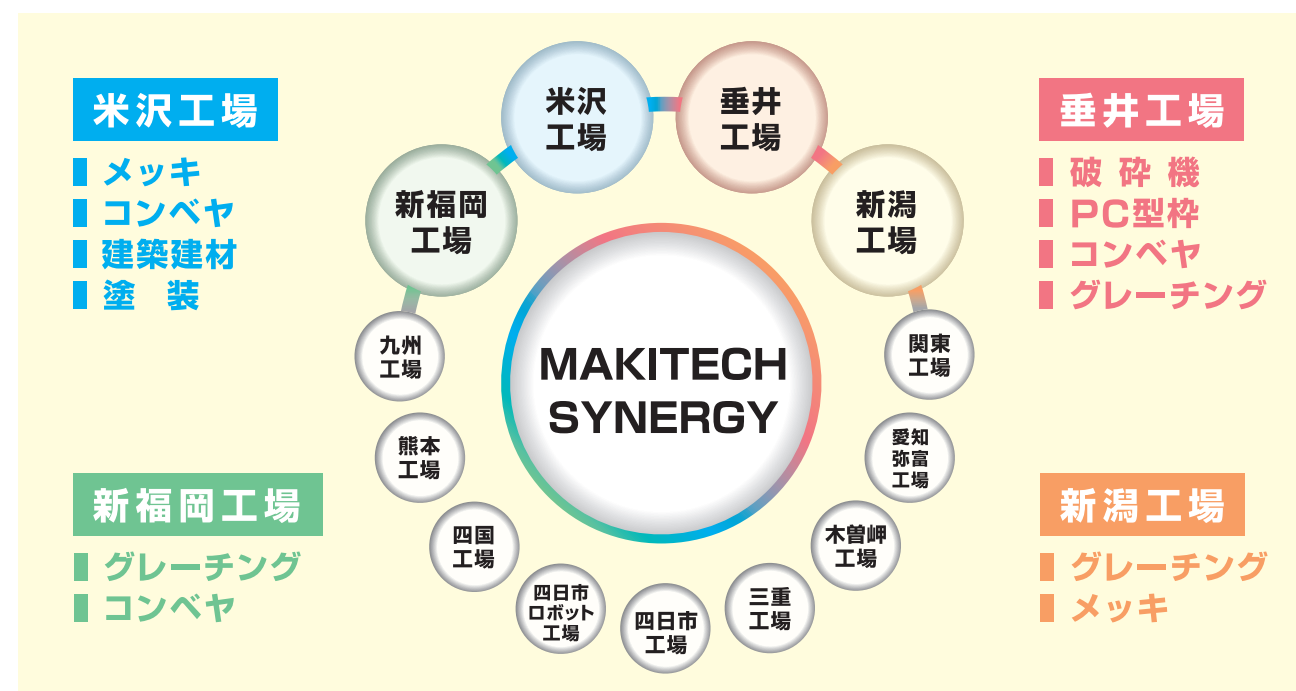 米沢工場
メッキ
コンベヤ
建築建材
塗 装
新福岡工場
グレーチング
コンベヤ
米沢
工場
垂井
工場
新福岡
工場
新潟
工場
九州
工場
関東
工場
MAKITECH
SYNERGY
熊本
工場
愛知
弥富
工場
四国
工場
木曽岬
工場
四日市
ロボット
工場
四日市
工場
三重
工場
垂井工場
破 砕 機
PC型枠
コンベヤ
グレーチング
新潟工場
グレーチング
メッキ